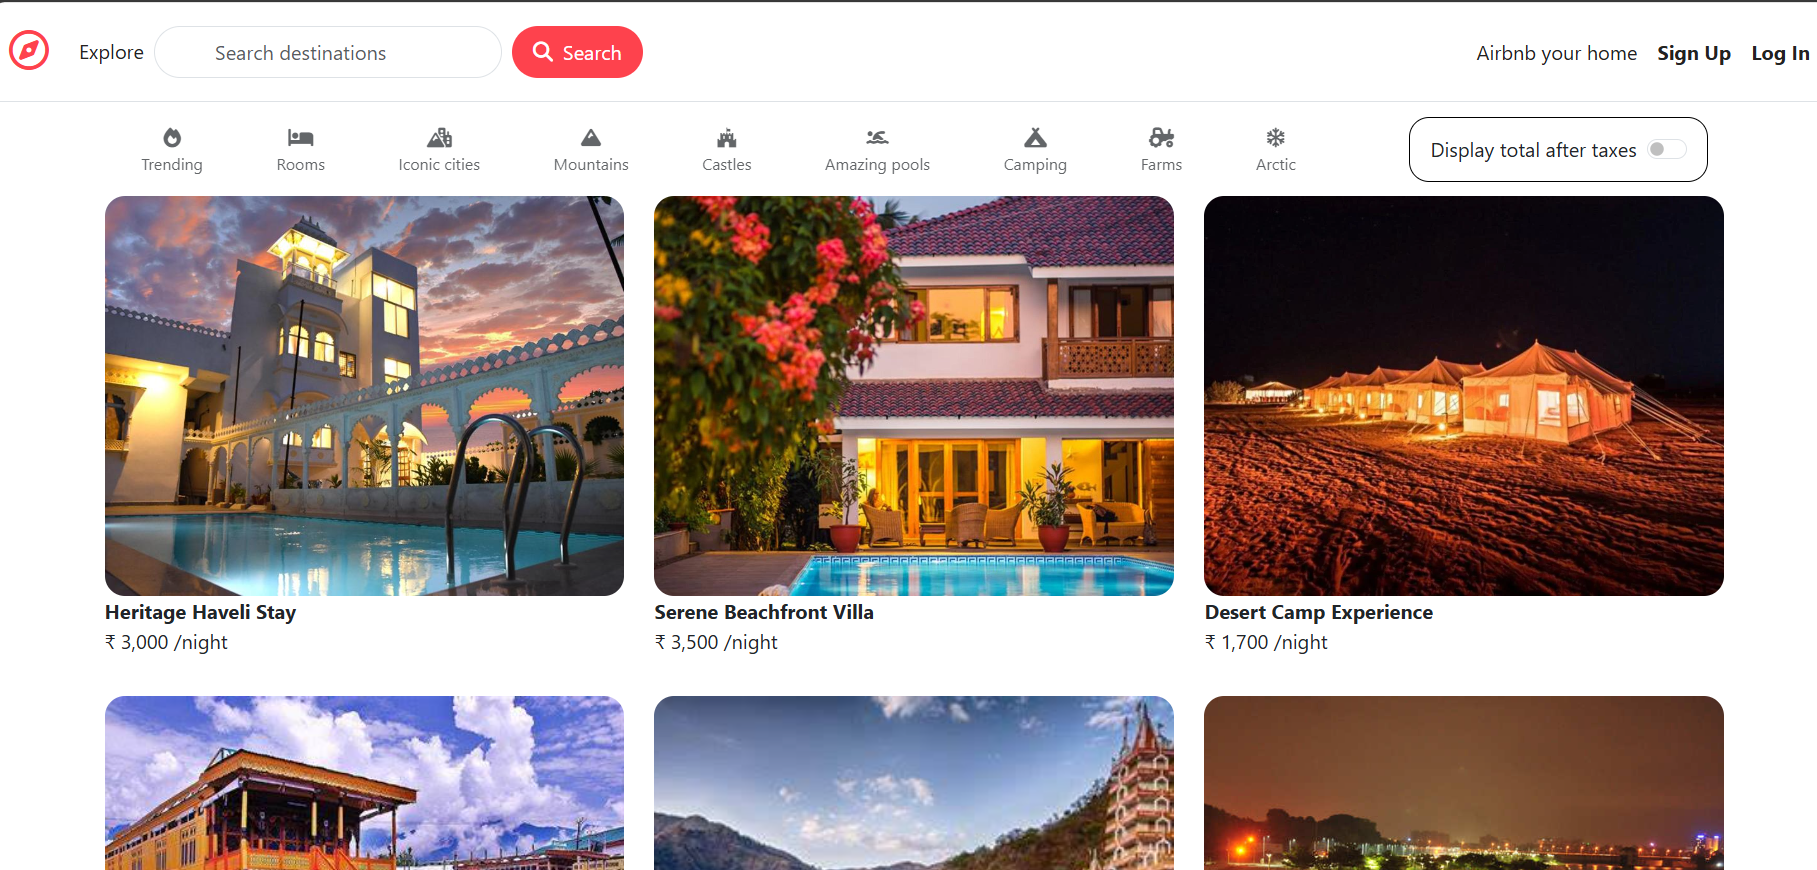 Explore
Search destinations
Search
Airbnb your home
Sign Up
Log In
Trending
Rooms
Iconic cities
Mountains
Castles
Amazing pools
Camping
Farms
Arctic
Display total after taxes
Heritage Haveli Stay
₹ 3,000 /night
Serene Beachfront Villa
₹ 3,500 /night
Desert Camp Experience
₹ 1,700 /night